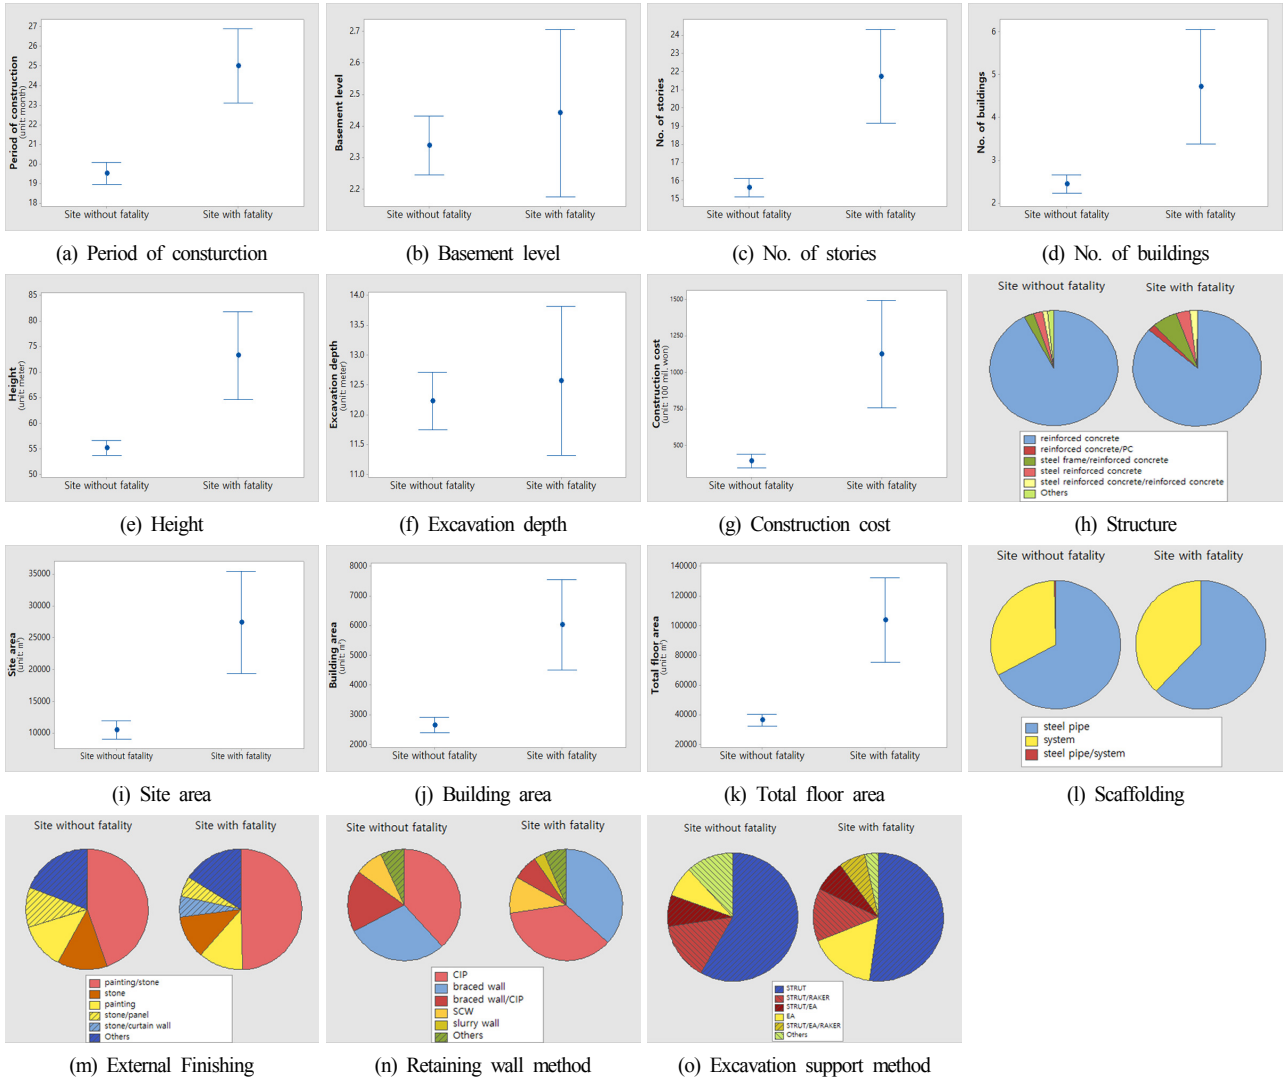 Period of construction
(unit: month)
27
26
25
24
23
22
21
20
19
18
Site without fatality
Site with fatality
(a) Period of consturction
Basement level
2.7
2.6
2.5
2.4
2.3
2.2
Site without fatality
Site with fatality
(b) Basement level
No. of stories
24
23
22
21
20
19
18
17
16
15
Site without fatality
Site with fatality
(c) No. of stories
No. of buildings
6
5
4
3
2
Site without fatality
Site with fatality
(d) No. of buildings
Height
(unit: meter)
85
80
75
70
65
60
55
50
Site without fatality
Site with fatality
(e) Height
Excavation depth
(unit: meter)
14.0
13.5
13.0
12.5
12.0
11.5
11.0
Site without fatality
Site with fatality
(f) Excavation depth
Construction cost
(unit: 100 mil. won)
1500
1250
1000
750
500
Site without fatality
Site with fatality
(g) Construction cost
Site without fatality
Site with fatality
reinforced concrete
reinforced concrete/PC
steel frame/reinforced concrete
steel reinforced concrete
steel reinforced concrete/reinforced concrete
Others
(h) Structure
Site area
(unit: m²)
35000
30000
25000
20000
15000
10000
Site without fatality
Site with fatality
(i) Site area
Building area
(unit: m²)
8000
7000
6000
5000
4000
3000
2000
Site without fatality
Site with fatality
(j) Building area
Total floor area
(unit: m²)
140000
120000
100000
80000
60000
40000
20000
Site without fatality
Site with fatality
(k) Total floor area
Site without fatality
Site with fatality
steel pipe
system
steel pipe/system
(l) Scaffolding
Site without fatality
Site with fatality
painting/stone
stone
painting
stone/panel
stone/curtain wall
Others
(m) External Finishing
Site without fatality
Site with fatality
CIP
braced wall
braced wall/CIP
SCW
slurry wall
Others
(n) Retaining wall method
Site without fatality
Site with fatality
STRUT
STRUT/RAKER
STRUT/EA
EA
STRUT/EA/RAKER
Others
(o) Excavation support method